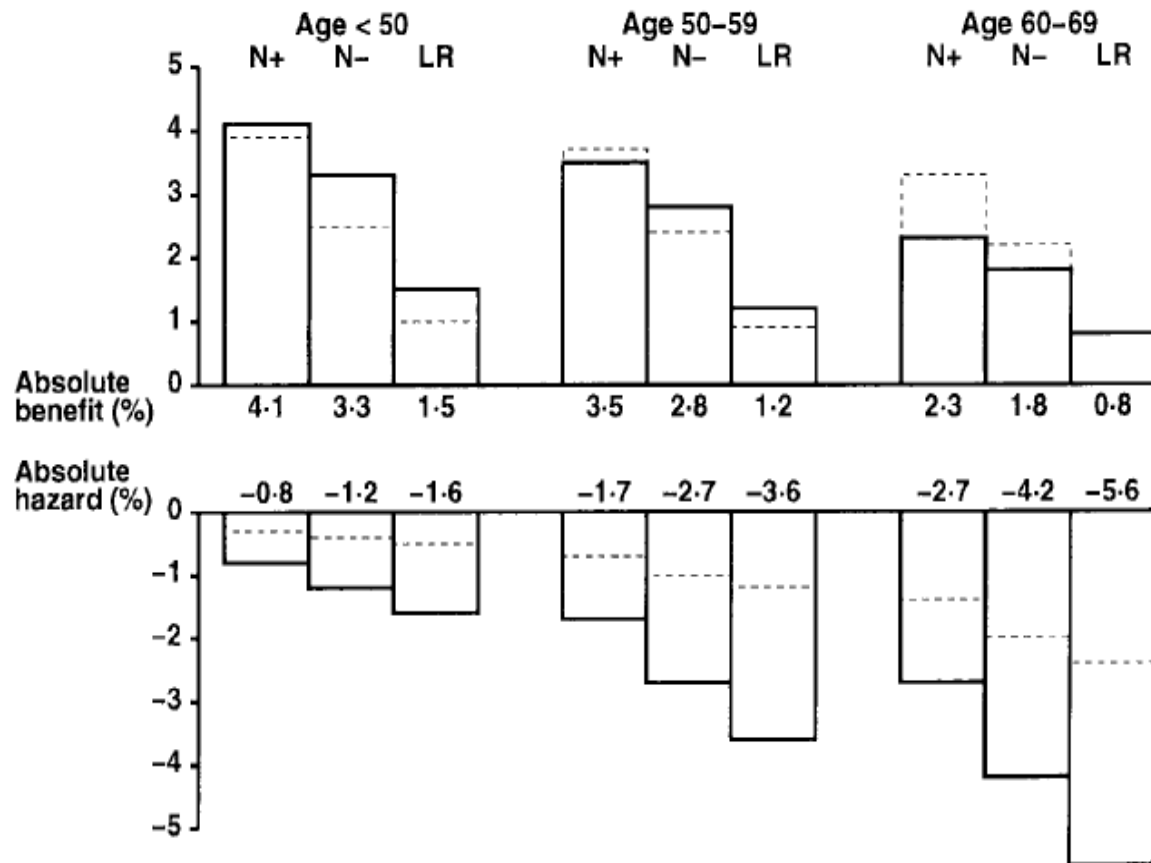 Age < 50 Age 50–59 Age 60–69
N+ N– LR N+ N– LR N+ N– LR
5
4
3
2
1
0
Absolute
benefit (%) 4·1 3·3 1·5 3·5 2·8 1·2 2·3 1·8 0·8
Absolute
hazard (%) –0·8 –1·2 –1·6 –1·7 –2·7 –3·6 –2·7 –4·2 –5·6
0
–1
–2
–3
–4
–5